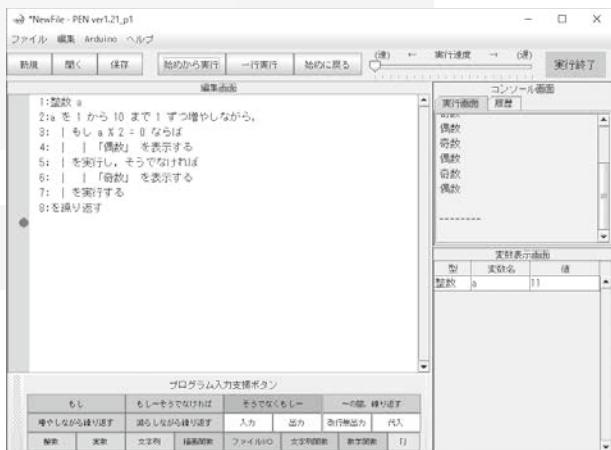 *NewFile - PEN ver1.21_p1
ファイル 編集 Arduino ヘルプ
新規 開く 保存 始めから実行 一行実行 始めに戻る (速) ← 実行速度 → (遅) 実行終了
編集画面
1:整数 a
2:a を 1 から 10 まで 1 ずつ増やしながら,
3: | もし a % 2 = 0 ならば
4: | | 「偶数」 を表示する
5: | を実行し, そうでなければ
6: | | 「奇数」 を表示する
7: | を実行する
8:を繰り返す
コンソール画面
実行画面 履歴
奇数
偶数
奇数
偶数
奇数
偶数
--------
変数表示画面
型 変数名 値
整数 a 11
プログラム入力支援ボタン
もし もし〜そうでなければ そうでなくもし〜 〜の間, 繰り返す
増やしながら繰り返す 減らしながら繰り返す 入力 出力 改行無出力 代入
整数 実数 文字列 描画関数 ファイルI/O 文字列関数 数学関数 「」